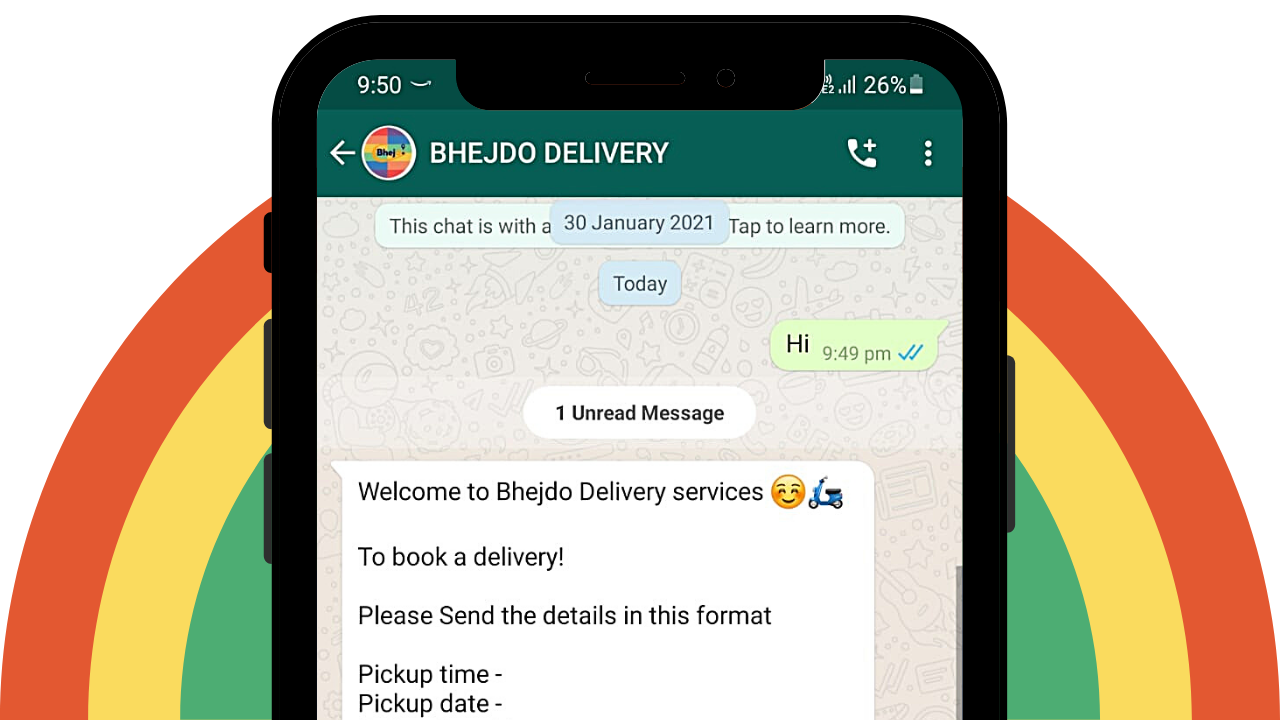 9:50
26%
Bhej
BHEJDO DELIVERY
This chat is with a
30 January 2021
Tap to learn more.
Today
Hi
9:49 pm
1 Unread Message
Welcome to Bhejdo Delivery services ☺️🛵
To book a delivery!
Please Send the details in this format
Pickup time -
Pickup date -